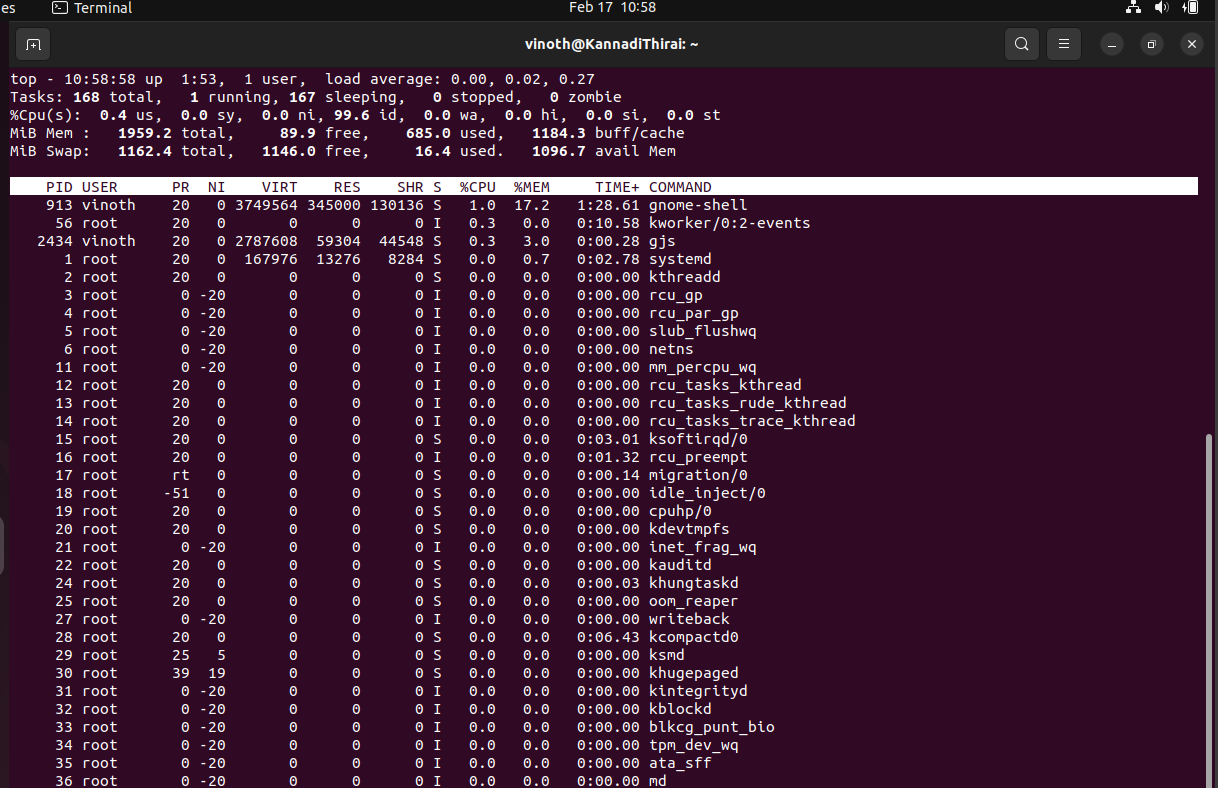 es Terminal Feb 17 10:58
vinoth@KannadiThirai: ~
top - 10:58:58 up  1:53,  1 user,  load average: 0.00, 0.02, 0.27
Tasks: 168 total,   1 running, 167 sleeping,   0 stopped,   0 zombie
%Cpu(s):  0.4 us,  0.0 sy,  0.0 ni, 99.6 id,  0.0 wa,  0.0 hi,  0.0 si,  0.0 st
MiB Mem :   1959.2 total,     89.9 free,    685.0 used,   1184.3 buff/cache
MiB Swap:   1162.4 total,   1146.0 free,     16.4 used.   1096.7 avail Mem
PID USER PR NI VIRT RES SHR S %CPU %MEM TIME+ COMMAND
913 vinoth 20 0 3749564 345000 130136 S 1.0 17.2 1:28.61 gnome-shell
56 root 20 0 0 0 0 I 0.3 0.0 0:10.58 kworker/0:2-events
2434 vinoth 20 0 2787608 59304 44548 S 0.3 3.0 0:00.28 gjs
1 root 20 0 167976 13276 8284 S 0.0 0.7 0:02.78 systemd
2 root 20 0 0 0 0 S 0.0 0.0 0:00.00 kthreadd
3 root 0 -20 0 0 0 I 0.0 0.0 0:00.00 rcu_gp
4 root 0 -20 0 0 0 I 0.0 0.0 0:00.00 rcu_par_gp
5 root 0 -20 0 0 0 I 0.0 0.0 0:00.00 slub_flushwq
6 root 0 -20 0 0 0 I 0.0 0.0 0:00.00 netns
11 root 0 -20 0 0 0 I 0.0 0.0 0:00.00 mm_percpu_wq
12 root 20 0 0 0 0 I 0.0 0.0 0:00.00 rcu_tasks_kthread
13 root 20 0 0 0 0 I 0.0 0.0 0:00.00 rcu_tasks_rude_kthread
14 root 20 0 0 0 0 I 0.0 0.0 0:00.00 rcu_tasks_trace_kthread
15 root 20 0 0 0 0 S 0.0 0.0 0:03.01 ksoftirqd/0
16 root 20 0 0 0 0 I 0.0 0.0 0:01.32 rcu_preempt
17 root rt 0 0 0 0 S 0.0 0.0 0:00.14 migration/0
18 root -51 0 0 0 0 S 0.0 0.0 0:00.00 idle_inject/0
19 root 20 0 0 0 0 S 0.0 0.0 0:00.00 cpuhp/0
20 root 20 0 0 0 0 S 0.0 0.0 0:00.00 kdevtmpfs
21 root 0 -20 0 0 0 I 0.0 0.0 0:00.00 inet_frag_wq
22 root 20 0 0 0 0 S 0.0 0.0 0:00.00 kauditd
24 root 20 0 0 0 0 S 0.0 0.0 0:00.03 khungtaskd
25 root 20 0 0 0 0 S 0.0 0.0 0:00.00 oom_reaper
27 root 0 -20 0 0 0 I 0.0 0.0 0:00.00 writeback
28 root 20 0 0 0 0 S 0.0 0.0 0:06.43 kcompactd0
29 root 25 5 0 0 0 S 0.0 0.0 0:00.00 ksmd
30 root 39 19 0 0 0 S 0.0 0.0 0:00.00 khugepaged
31 root 0 -20 0 0 0 I 0.0 0.0 0:00.00 kintegrityd
32 root 0 -20 0 0 0 I 0.0 0.0 0:00.00 kblockd
33 root 0 -20 0 0 0 I 0.0 0.0 0:00.00 blkcg_punt_bio
34 root 0 -20 0 0 0 I 0.0 0.0 0:00.00 tpm_dev_wq
35 root 0 -20 0 0 0 I 0.0 0.0 0:00.00 ata_sff
36 root 0 -20 0 0 0 I 0.0 0.0 0:00.00 md